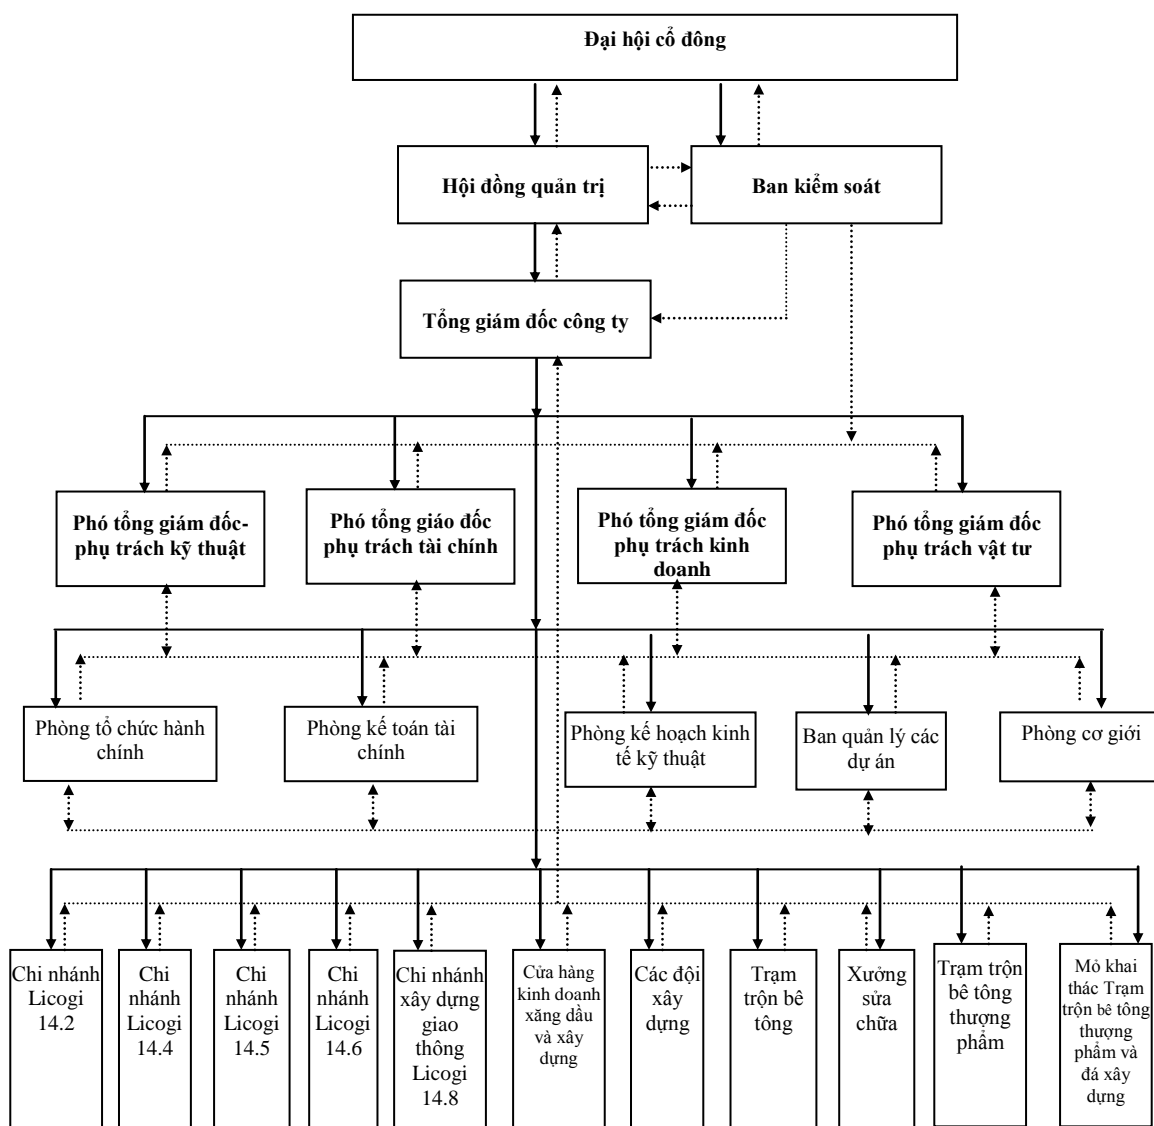 Đại hội cổ đông
Hội đồng quản trị
Ban kiểm soát
Tổng giám đốc công ty
Phó tổng giám đốc-
phụ trách kỹ thuật
Phó tổng giáo đốc
phụ trách tài chính
Phó tổng giám đốc
phụ trách kinh
doanh
Phó tổng giám đốc
phụ trách vật tư
Phòng tổ chức hành
chính
Phòng kế toán tài
chính
Phòng kế hoạch kinh
tế kỹ thuật
Ban quản lý các
dự án
Phòng cơ giới
Chi nhánh
Licogi
14.2
Chi
nhánh
Licogi
14.4
Chi
nhánh
Licogi
14.5
Chi
nhánh
Licogi
14.6
Chi nhánh
xây dựng
giao
thông
Licogi
14.8
Cửa hàng
kinh doanh
xăng dầu
và xây
dựng
Các đội
xây
dựng
Trạm
trộn bê
tông
Xưởng
sửa
chữa
Trạm trộn
bê tông
thượng
phẩm
Mỏ khai
thác Trạm
trộn bê tông
thượng
phẩm và
đá xây
dựng